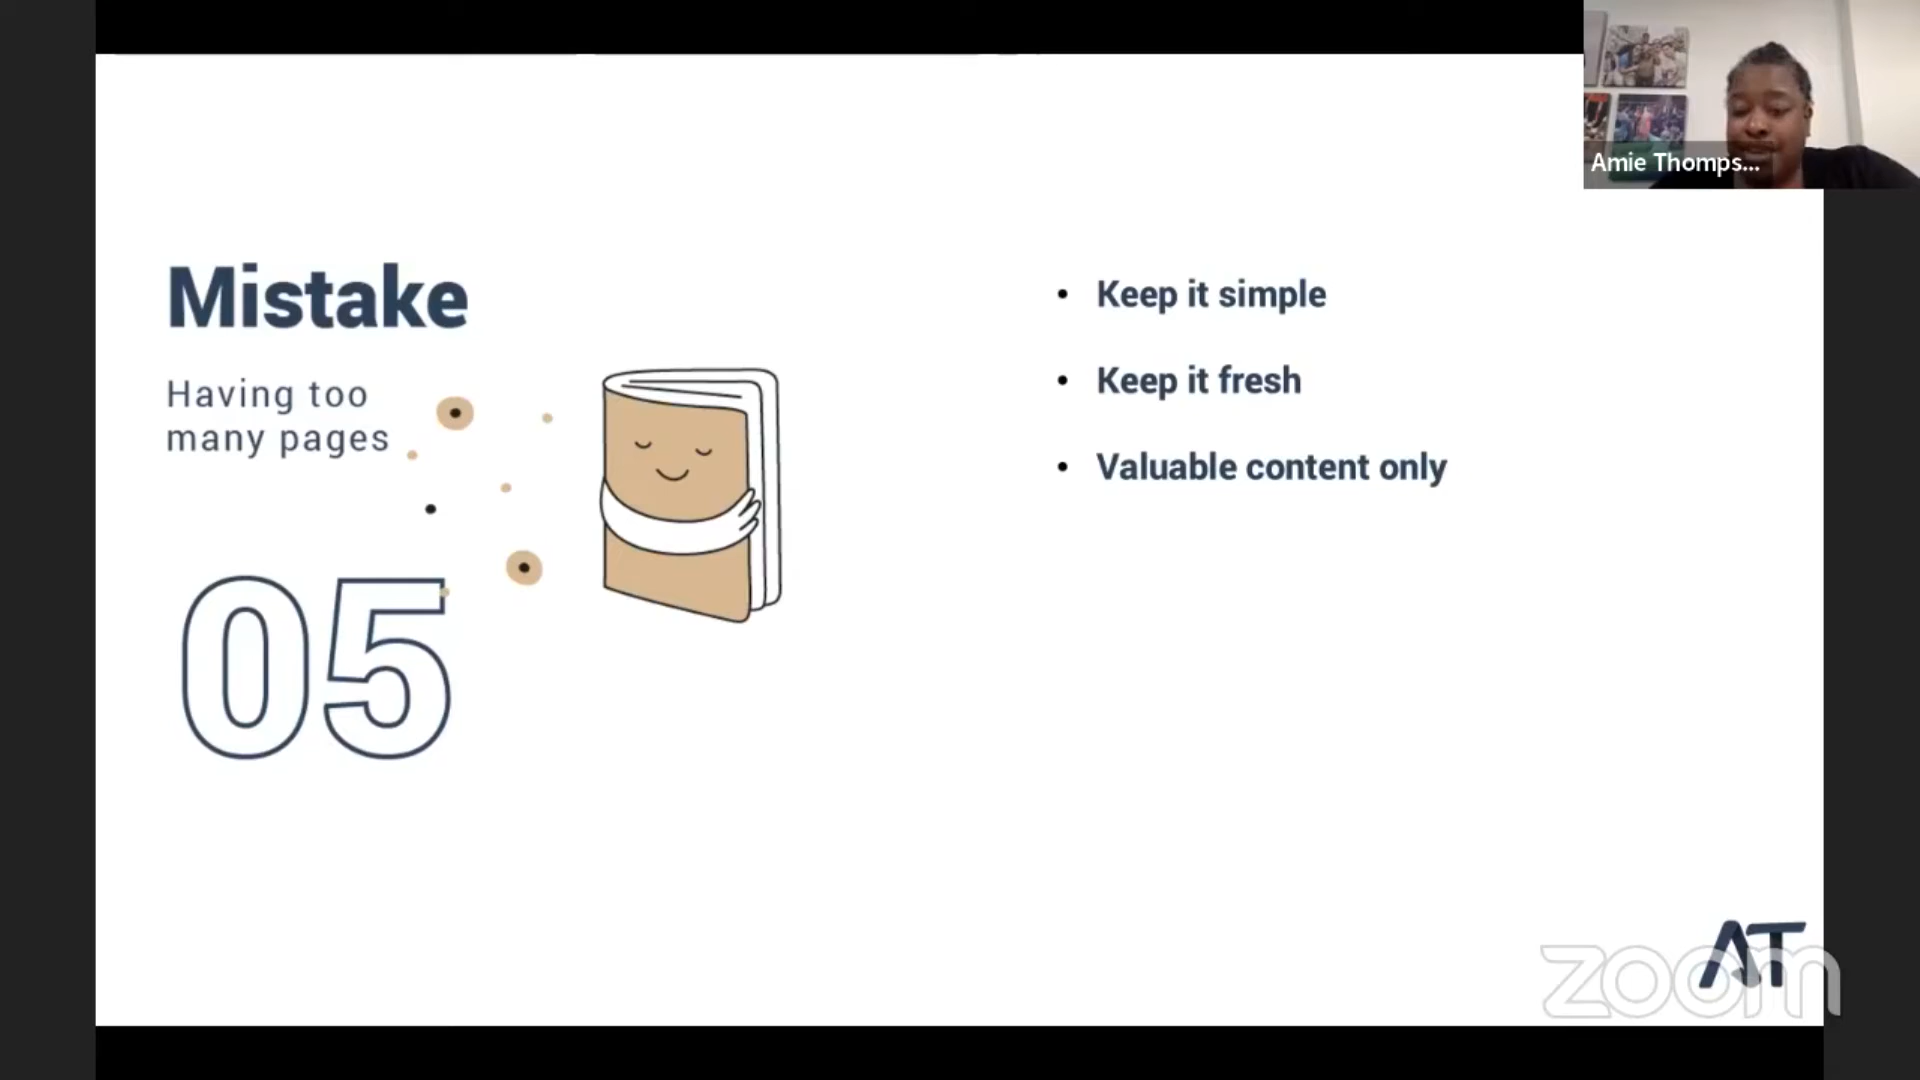 Amie Thomps...
Mistake
Having too
many pages
05
• Keep it simple
• Keep it fresh
• Valuable content only
AT
zoom